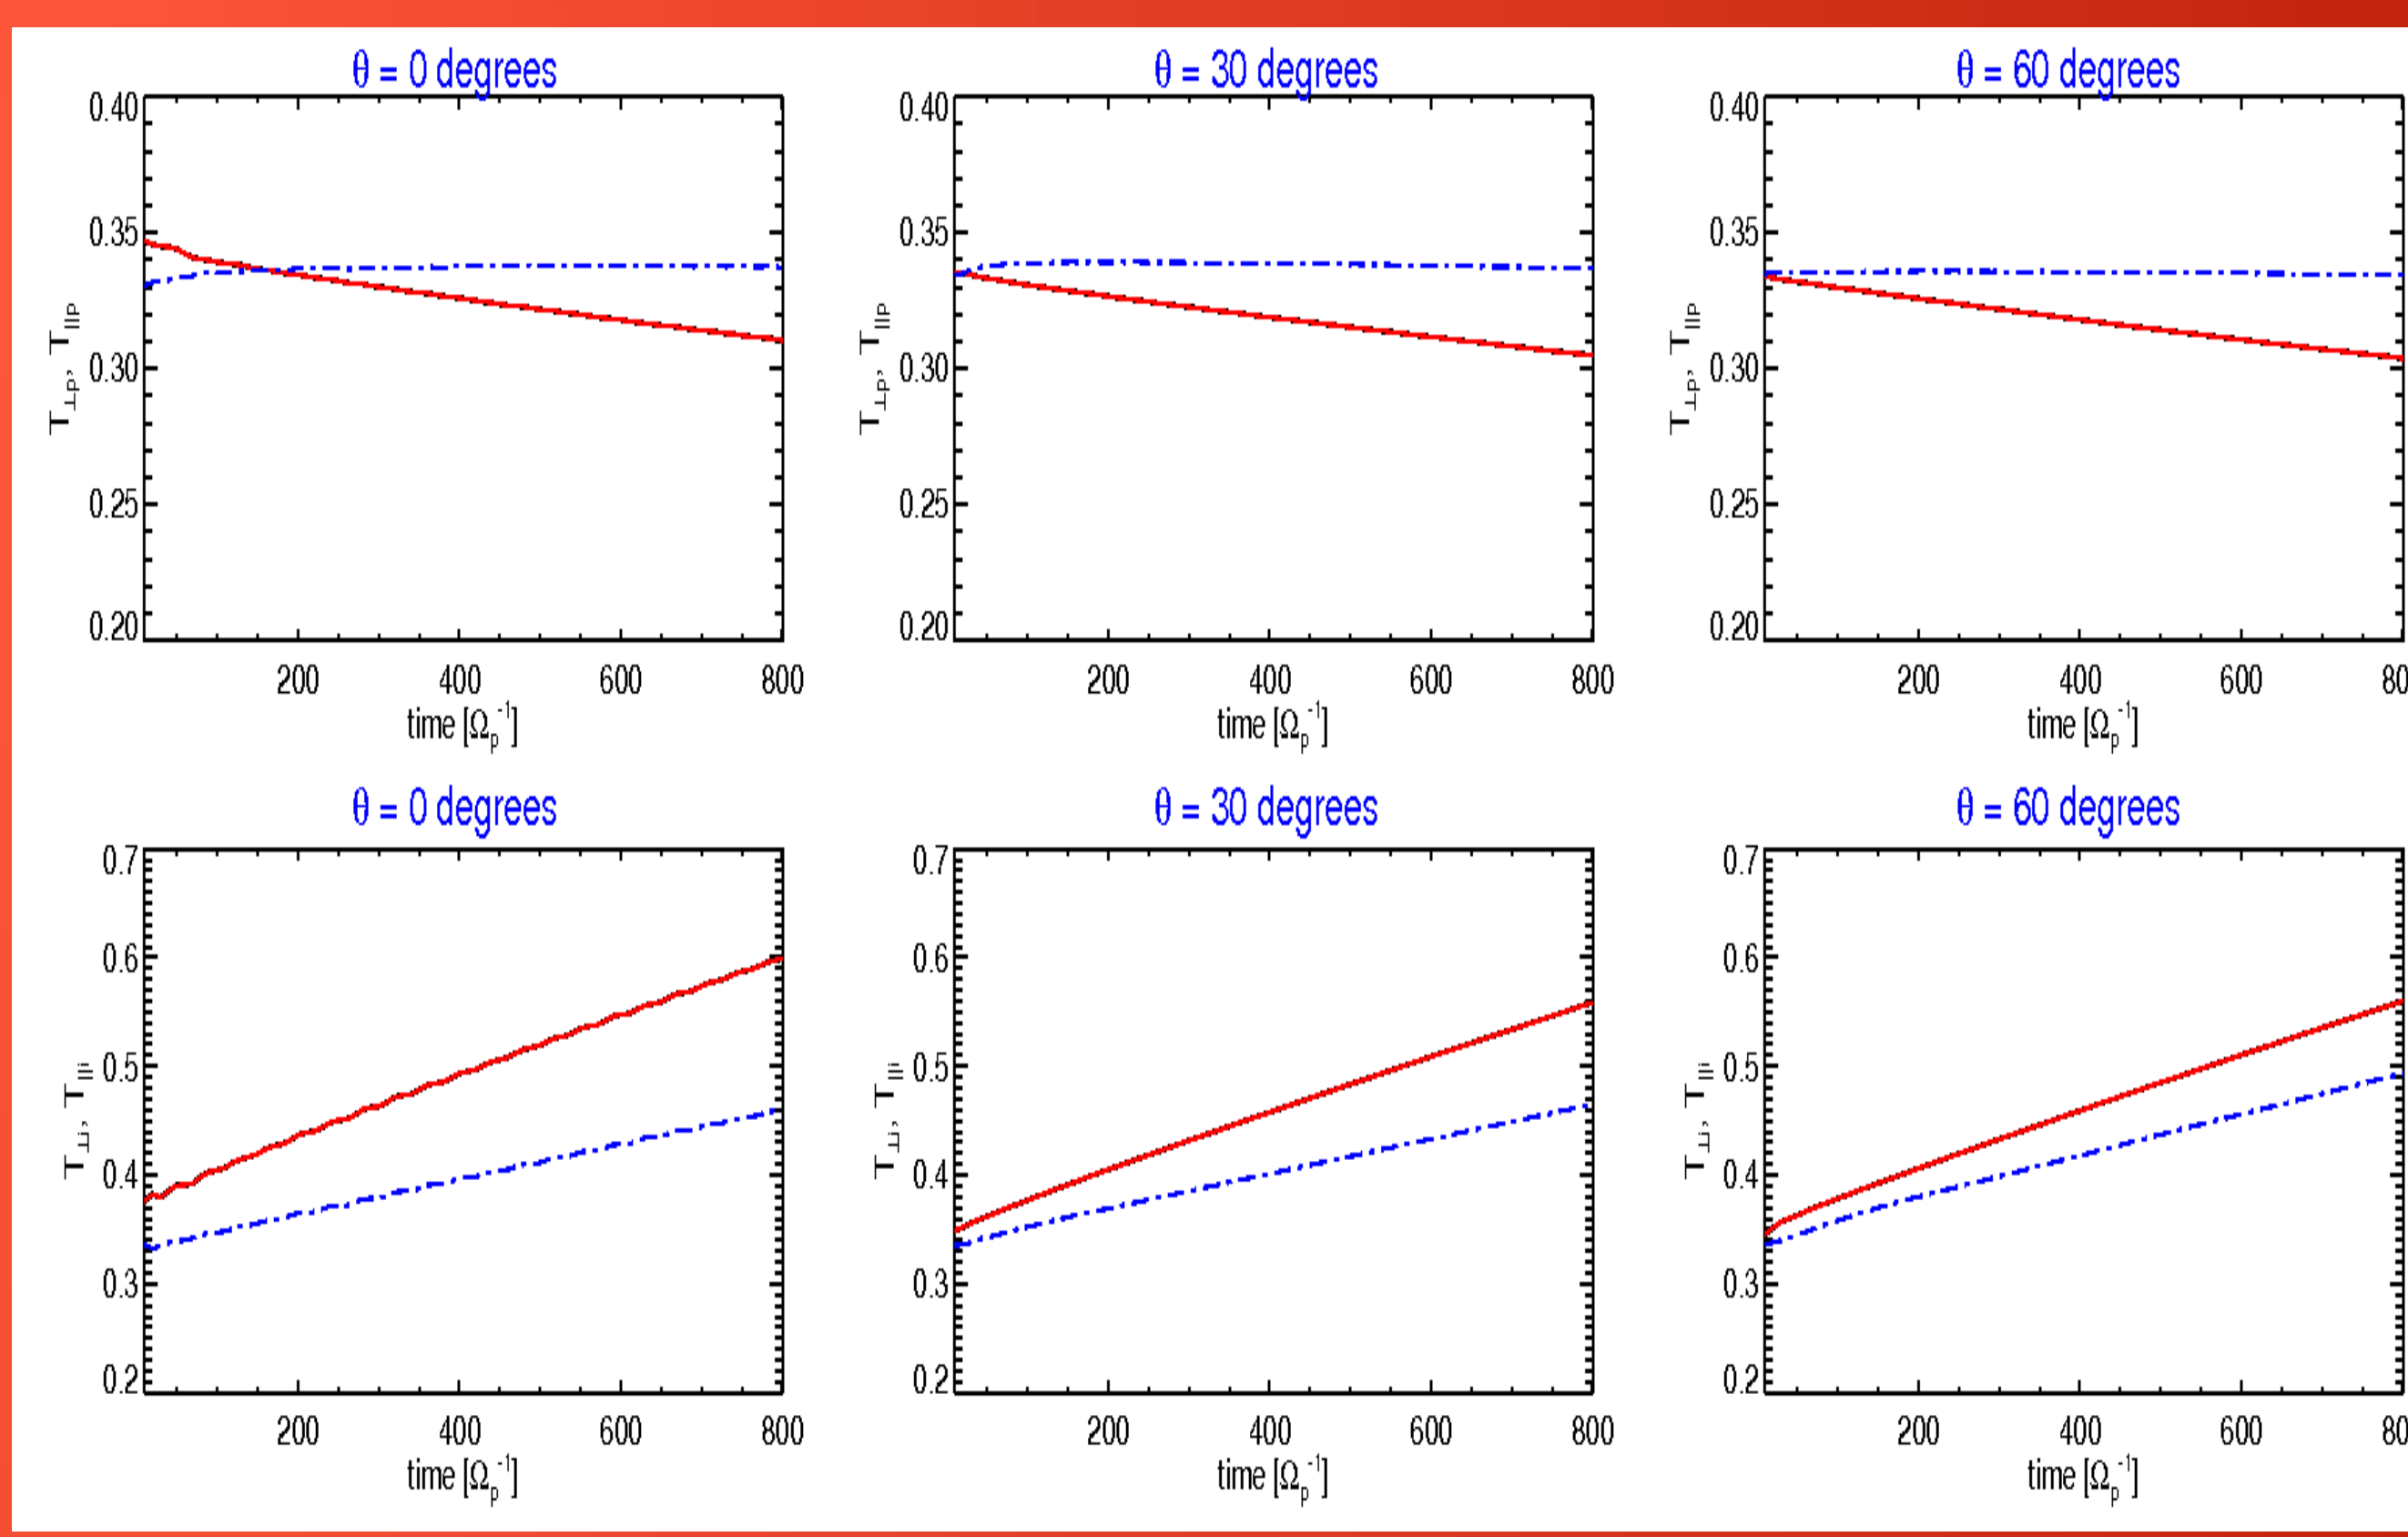 θ = 0 degrees
0.40
0.35
0.30
0.25
0.20
T⊥P, T||P
200 400 600 800
time [Ωp⁻¹]
θ = 30 degrees
0.40
0.35
0.30
0.25
0.20
T⊥P, T||P
200 400 600 800
time [Ωp⁻¹]
θ = 60 degrees
0.40
0.35
0.30
0.25
0.20
T⊥P, T||P
200 400 600 80
time [Ωp⁻¹]
θ = 0 degrees
0.7
0.6
0.5
0.4
0.3
0.2
T⊥i, T||i
200 400 600 800
time [Ωp⁻¹]
θ = 30 degrees
0.7
0.6
0.5
0.4
0.3
0.2
T⊥i, T||i
200 400 600 800
time [Ωp⁻¹]
θ = 60 degrees
0.7
0.6
0.5
0.4
0.3
0.2
T⊥i, T||i
200 400 600 80
time [Ωp⁻¹]